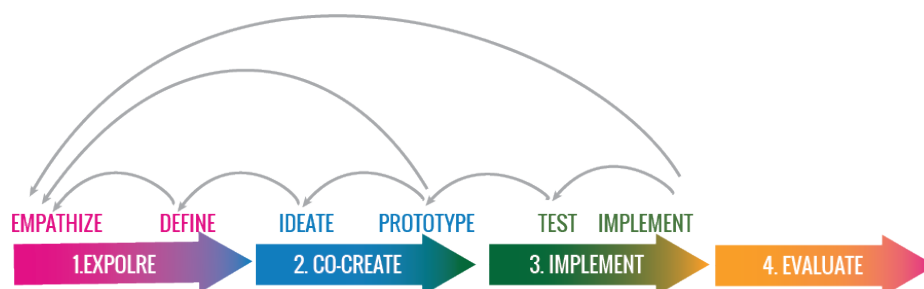 EMPATHIZE DEFINE IDEATE PROTOTYPE TEST IMPLEMENT
1.EXPOLRE 2. CO-CREATE 3. IMPLEMENT 4. EVALUATE